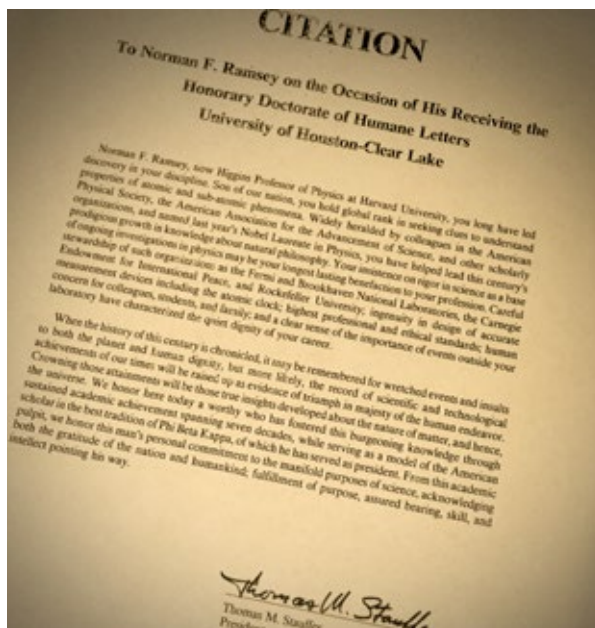 CITATION
To Norman F. Ramsey on the Occasion of His Receiving the
Honorary Doctorate of Humane Letters
University of Houston-Clear Lake
Norman F. Ramsey, now Higgins Professor of Physics at Harvard University, you long have led
discovery in your discipline. Son of our nation, you hold global rank in seeking clues to understand
properties of atomic and sub-atomic phenomena. Widely heralded by colleagues in the American
Physical Society, the American Association for the Advancement of Science, and other scholarly
organizations, and named last year's Nobel Laureate in Physics, you have helped lead this century's
prodigious growth in knowledge about natural philosophy. Your insistence on rigor in science as a base
of ongoing investigations in physics may be your longest lasting benefaction to your profession. Careful
stewardship of such organizations as the Fermi and Brookhaven National Laboratories, the Carnegie
Endowment for International Peace, and Rockefeller University; ingenuity in design of accurate
measurement devices including the atomic clock; highest professional and ethical standards; human
concern for colleagues, students, and faculty; and a clear sense of the importance of events outside your
laboratory have characterized the quiet dignity of your career.
When the history of this century is chronicled, it may be remembered for wretched events and insults
to both the planet and human dignity, but more likely, the record of scientific and technological
achievements of our times will be raised up as evidence of triumph in majesty of the human endeavor.
Crowning those attainments will be those true insights developed about the nature of matter, and hence,
the universe. We honor here today a worthy who has fostered this burgeoning knowledge through
sustained academic achievement spanning seven decades, while serving as a model of the American
scholar in the best tradition of Phi Beta Kappa, of which he has served as president. From this academic
pulpit, we honor this man's personal commitment to the manifold purposes of science, acknowledging
both the gratitude of the nation and humankind; fulfillment of purpose, assured bearing, skill, and
intellect pointing his way.
Thomas M. Stauffe
Thomas M. Stauffer